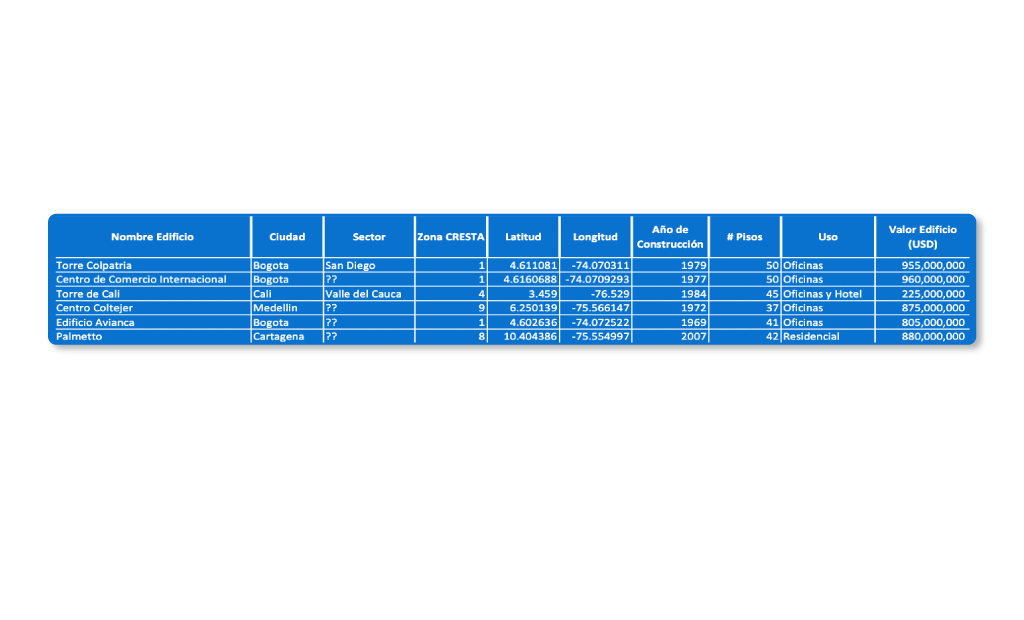 Nombre Edificio Ciudad Sector Zona CRESTA Latitud Longitud Año de Construcción # Pisos Uso Valor Edificio (USD)
Torre Colpatria Bogota San Diego 1 4.611081 -74.070311 1979 50 Oficinas 955,000,000
Centro de Comercio Internacional Bogota ?? 1 4.6160688 -74.0709293 1977 50 Oficinas 960,000,000
Torre de Cali Cali Valle del Cauca 4 3.459 -76.529 1984 45 Oficinas y Hotel 225,000,000
Centro Coltejer Medellin ?? 9 6.250139 -75.566147 1972 37 Oficinas 875,000,000
Edificio Avianca Bogota ?? 1 4.602636 -74.072522 1969 41 Oficinas 805,000,000
Palmetto Cartagena ?? 8 10.404386 -75.554997 2007 42 Residencial 880,000,000